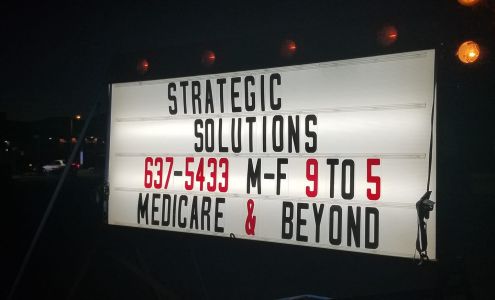 STRATEGIC
SOLUTIONS
637-5433 M-F 9 TO 5
MEDICARE & BEYOND